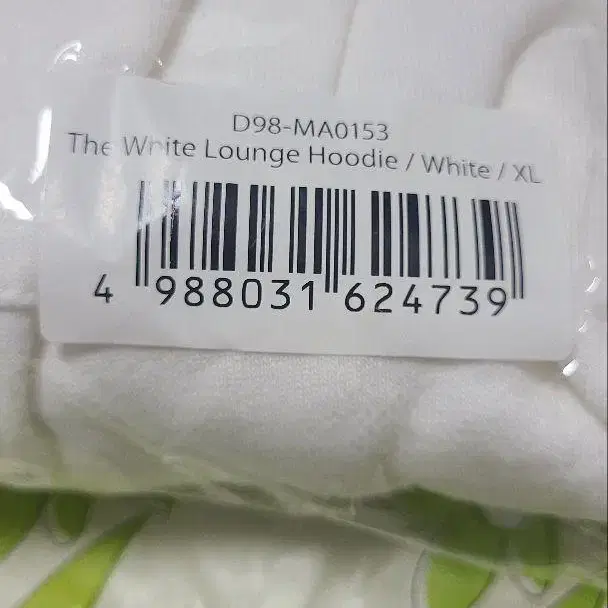 D98-MA0153
The White Lounge Hoodie / White / XL
4 988031 624739